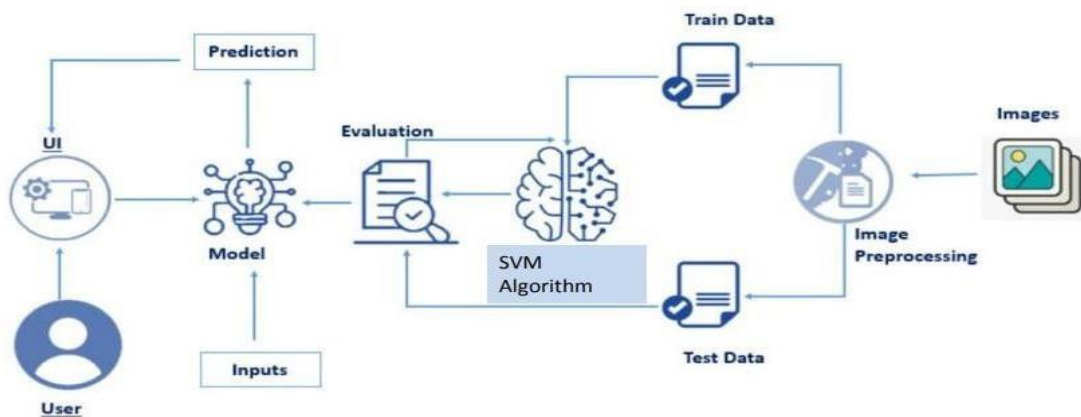 Train Data
Prediction
Images
Evaluation
UI
Model
Image
Preprocessing
SVM
Algorithm
Test Data
Inputs
User